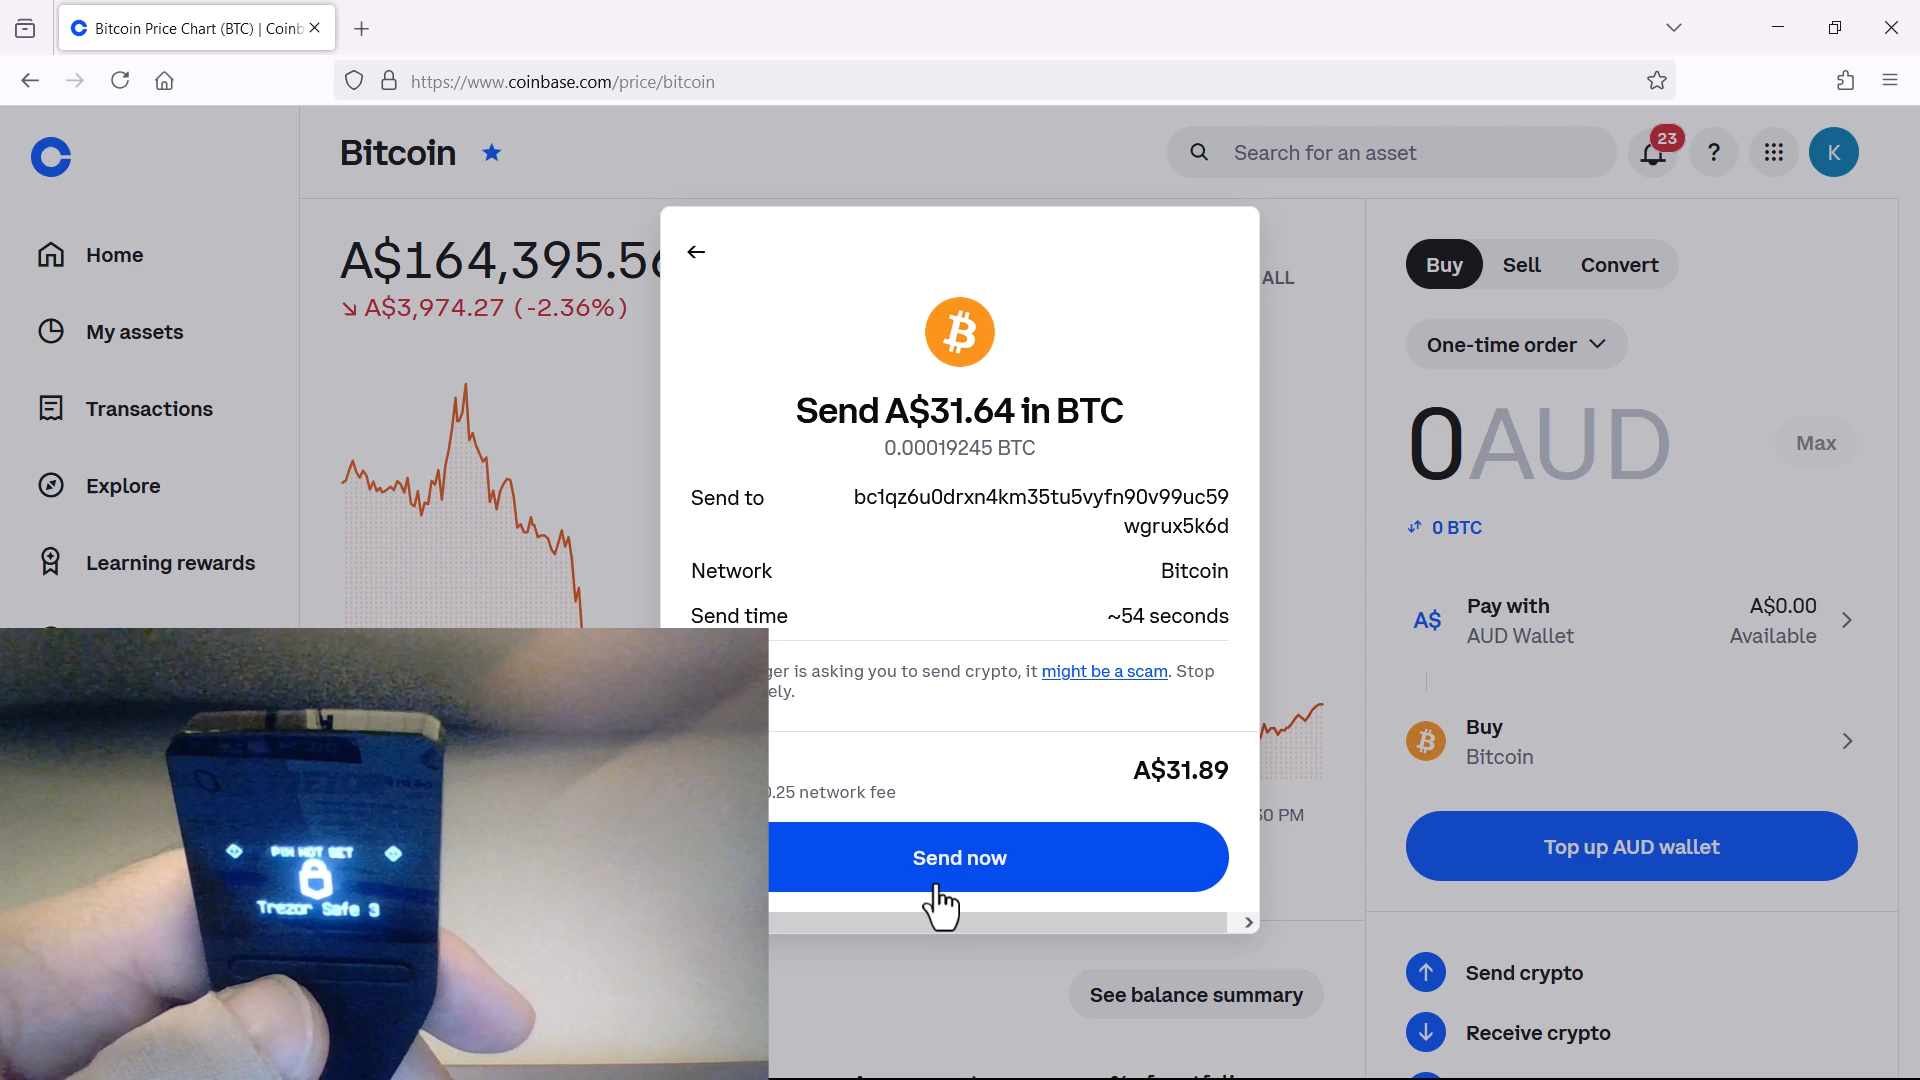 Bitcoin Price Chart (BTC) | Coinb
https://www.coinbase.com/price/bitcoin
Bitcoin
Search for an asset
23
?
K
Home
My assets
Transactions
Explore
Learning rewards
A$164,395.56
A$3,974.27 (-2.36%)
ALL
Send A$31.64 in BTC
0.00019245 BTC
Send to
bc1qz6u0drxn4km35tu5vyfn90v99uc59
wgrux5k6d
Network
Bitcoin
Send time
~54 seconds
ger is asking you to send crypto, it might be a scam. Stop
ely.
A$31.89
.25 network fee
Send now
30 PM
See balance summary
Buy
Sell
Convert
One-time order
0AUD
Max
0 BTC
A$
Pay with
A$0.00
AUD Wallet
Available
Buy
Bitcoin
Top up AUD wallet
Send crypto
Receive crypto
PIN NOT SET
Trezor Safe 3